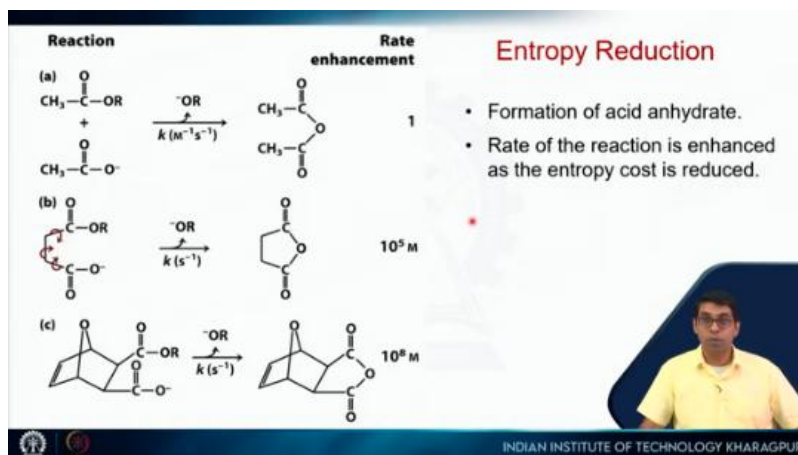 Reaction
Rate
enhancement
Entropy Reduction
(a)
O
CH₃—C—OR
+
CH₃—C—O⁻
O
⁻OR
k (M⁻¹s⁻¹)
O
CH₃—C
O
CH₃—C
O
1
• Formation of acid anhydrate.
• Rate of the reaction is enhanced
as the entropy cost is reduced.
(b)
O
C—OR
C—O⁻
O
⁻OR
k (s⁻¹)
O
C
O
C
O
10⁵ M
(c)
O
O
C—OR
O
C—O⁻
⁻OR
k (s⁻¹)
O
O
C
O
C
O
10⁸ M
INDIAN INSTITUTE OF TECHNOLOGY KHARAGPUR